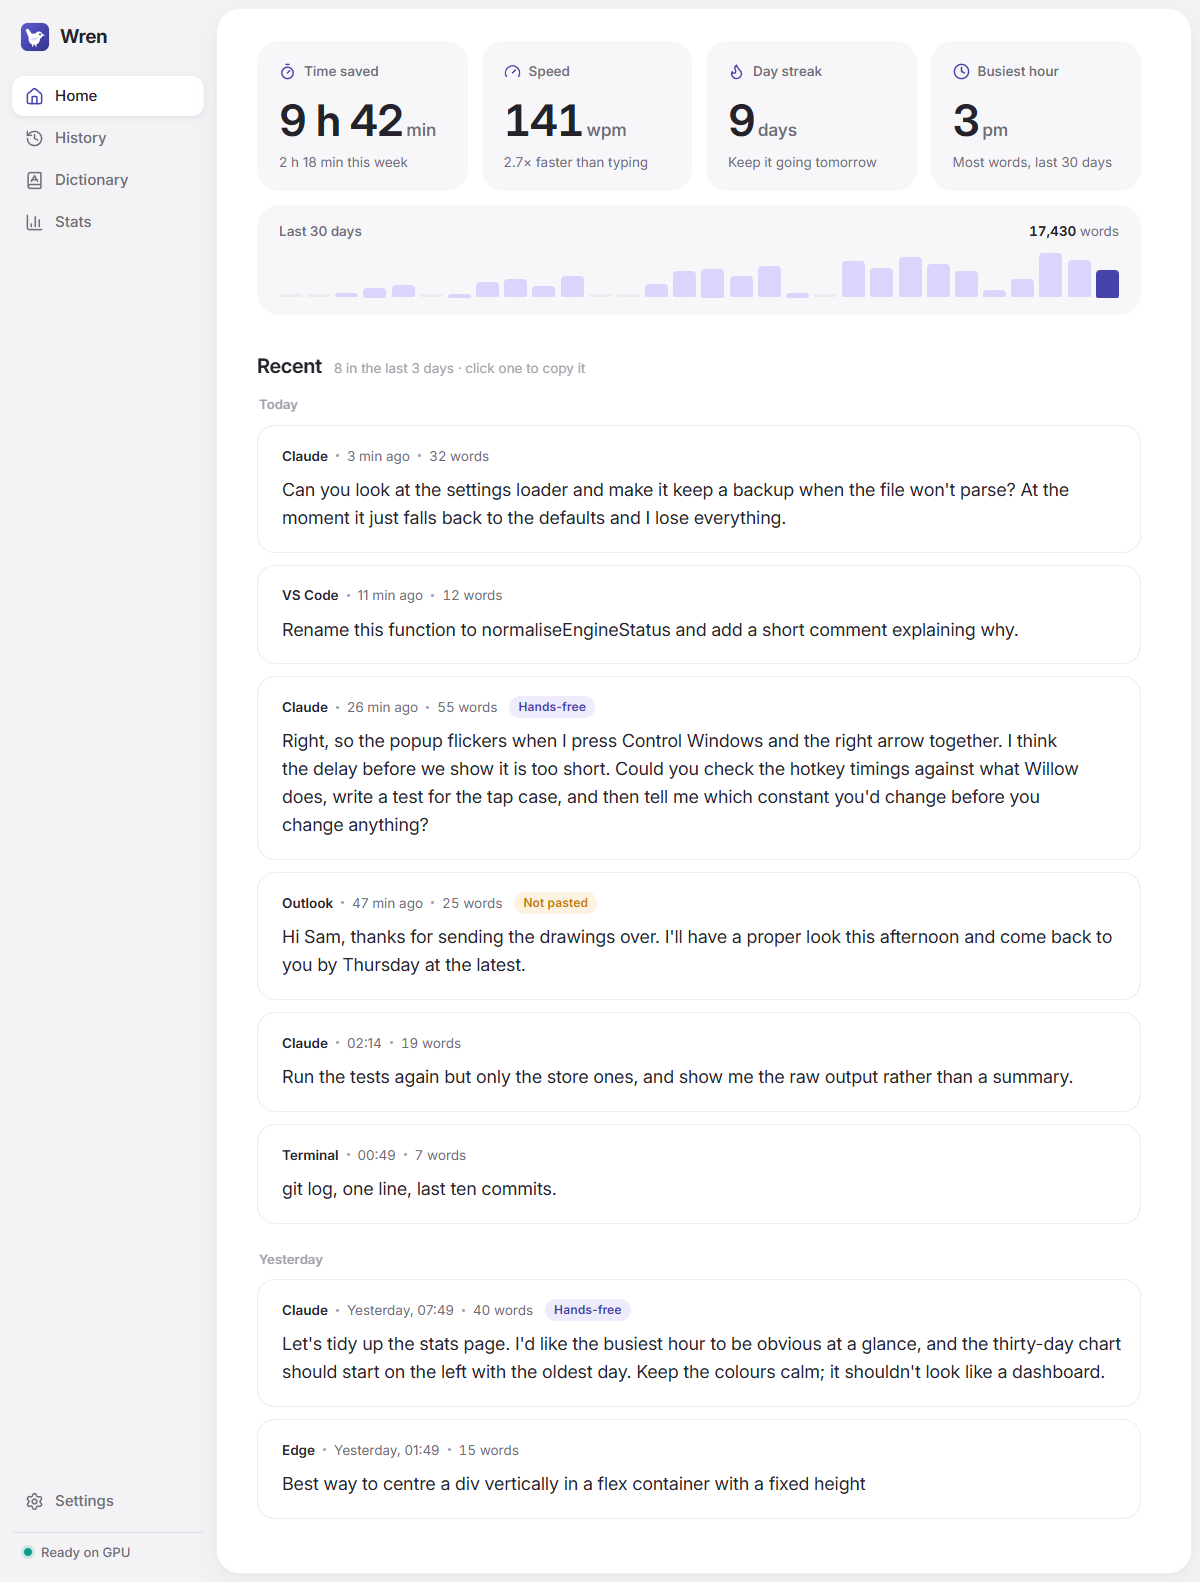 Wren
Home
History
Dictionary
Stats
Settings
Ready on GPU
Time saved
9 h 42 min
2 h 18 min this week
Speed
141 wpm
2.7× faster than typing
Day streak
9 days
Keep it going tomorrow
Busiest hour
3 pm
Most words, last 30 days
Last 30 days
17,430 words
Recent 8 in the last 3 days · click one to copy it
Today
Claude • 3 min ago • 32 words
Can you look at the settings loader and make it keep a backup when the file won't parse? At the
moment it just falls back to the defaults and I lose everything.
VS Code • 11 min ago • 12 words
Rename this function to normaliseEngineStatus and add a short comment explaining why.
Claude • 26 min ago • 55 words Hands-free
Right, so the popup flickers when I press Control Windows and the right arrow together. I think
the delay before we show it is too short. Could you check the hotkey timings against what Willow
does, write a test for the tap case, and then tell me which constant you'd change before you
change anything?
Outlook • 47 min ago • 25 words Not pasted
Hi Sam, thanks for sending the drawings over. I'll have a proper look this afternoon and come back to
you by Thursday at the latest.
Claude • 02:14 • 19 words
Run the tests again but only the store ones, and show me the raw output rather than a summary.
Terminal • 00:49 • 7 words
git log, one line, last ten commits.
Yesterday
Claude • Yesterday, 07:49 • 40 words Hands-free
Let's tidy up the stats page. I'd like the busiest hour to be obvious at a glance, and the thirty-day chart
should start on the left with the oldest day. Keep the colours calm; it shouldn't look like a dashboard.
Edge • Yesterday, 01:49 • 15 words
Best way to centre a div vertically in a flex container with a fixed height